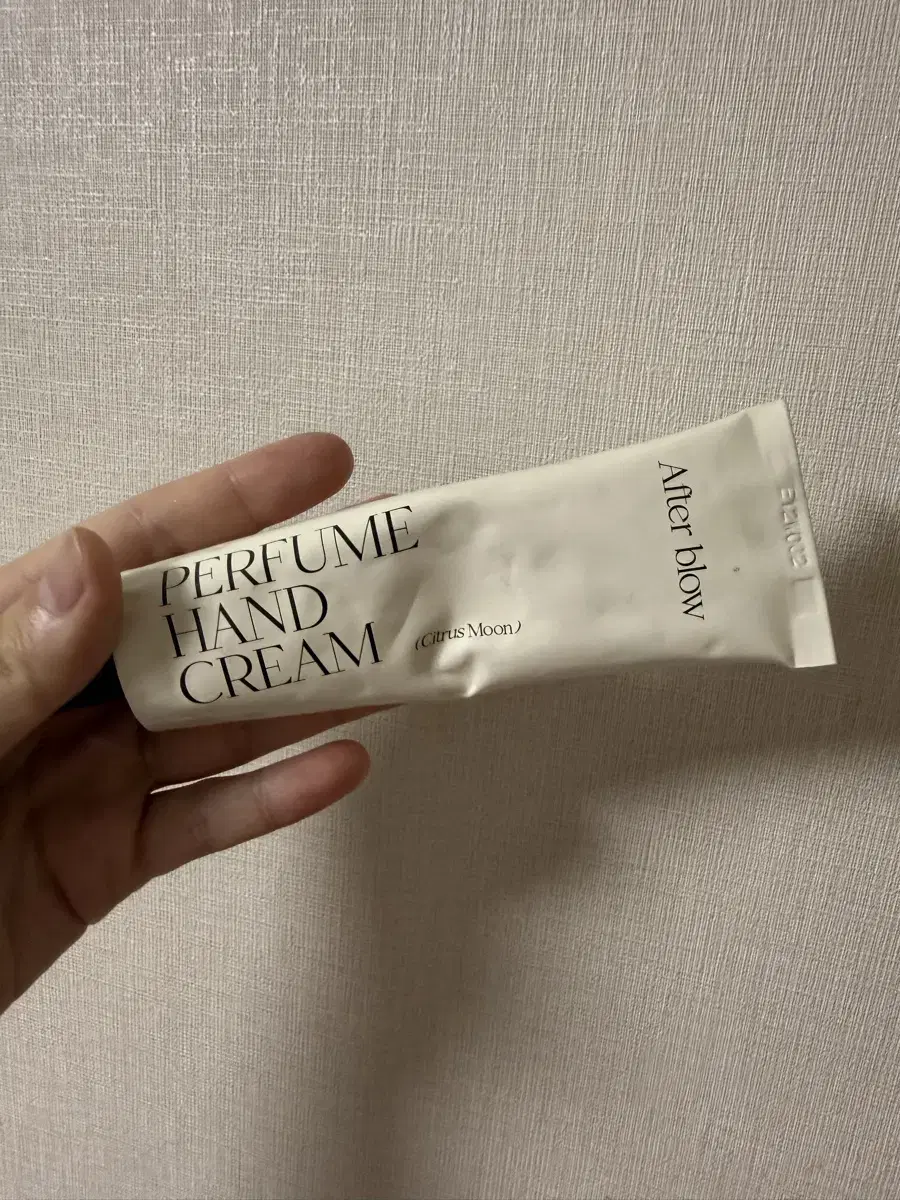 PERFUME
HAND
CREAM
(Citrus Moon)
After blow